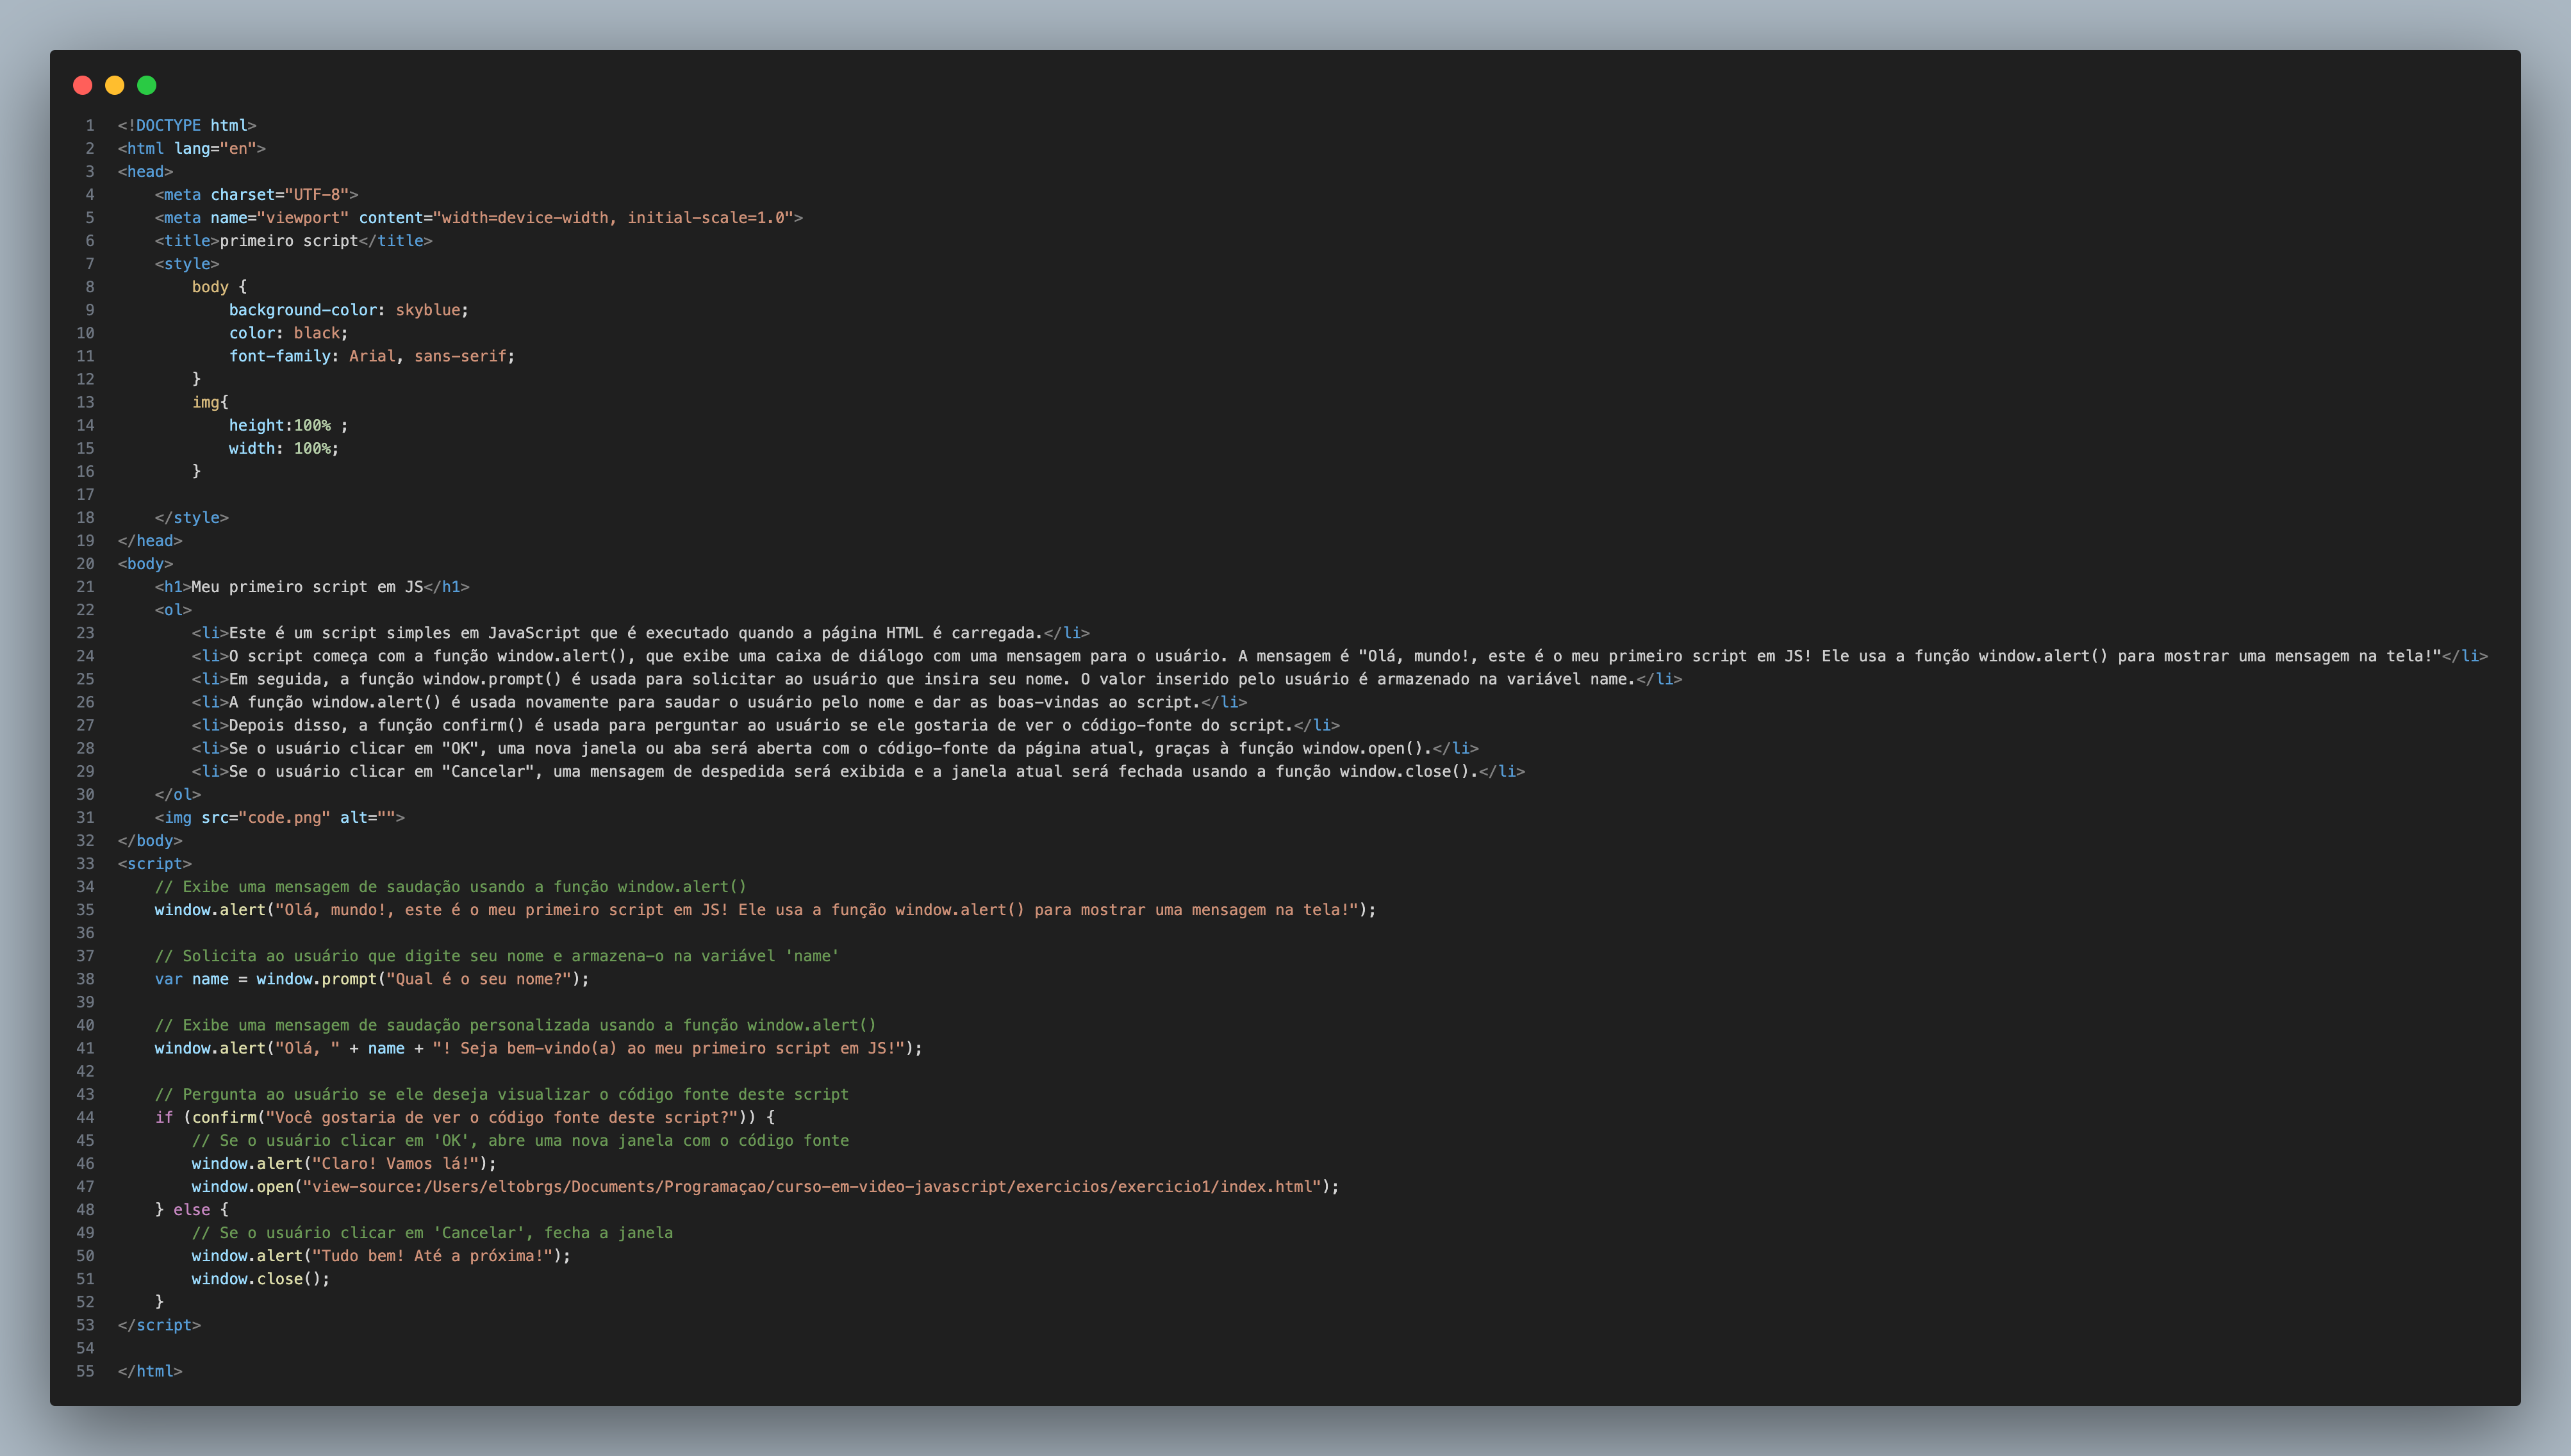 1 <!DOCTYPE html>
2 <html lang="en">
3 <head>
4     <meta charset="UTF-8">
5     <meta name="viewport" content="width=device-width, initial-scale=1.0">
6     <title>primeiro script</title>
7     <style>
8         body {
9             background-color: skyblue;
10             color: black;
11             font-family: Arial, sans-serif;
12         }
13         img{
14             height:100% ;
15             width: 100%;
16         }
17
18     </style>
19 </head>
20 <body>
21     <h1>Meu primeiro script em JS</h1>
22     <ol>
23         <li>Este é um script simples em JavaScript que é executado quando a página HTML é carregada.</li>
24         <li>O script começa com a função window.alert(), que exibe uma caixa de diálogo com uma mensagem para o usuário. A mensagem é "Olá, mundo!, este é o meu primeiro script em JS! Ele usa a função window.alert() para mostrar uma mensagem na tela!"</li>
25         <li>Em seguida, a função window.prompt() é usada para solicitar ao usuário que insira seu nome. O valor inserido pelo usuário é armazenado na variável name.</li>
26         <li>A função window.alert() é usada novamente para saudar o usuário pelo nome e dar as boas-vindas ao script.</li>
27         <li>Depois disso, a função confirm() é usada para perguntar ao usuário se ele gostaria de ver o código-fonte do script.</li>
28         <li>Se o usuário clicar em "OK", uma nova janela ou aba será aberta com o código-fonte da página atual, graças à função window.open().</li>
29         <li>Se o usuário clicar em "Cancelar", uma mensagem de despedida será exibida e a janela atual será fechada usando a função window.close().</li>
30     </ol>
31     <img src="code.png" alt="">
32 </body>
33 <script>
34     // Exibe uma mensagem de saudação usando a função window.alert()
35     window.alert("Olá, mundo!, este é o meu primeiro script em JS! Ele usa a função window.alert() para mostrar uma mensagem na tela!");
36
37     // Solicita ao usuário que digite seu nome e armazena-o na variável 'name'
38     var name = window.prompt("Qual é o seu nome?");
39
40     // Exibe uma mensagem de saudação personalizada usando a função window.alert()
41     window.alert("Olá, " + name + "! Seja bem-vindo(a) ao meu primeiro script em JS!");
42
43     // Pergunta ao usuário se ele deseja visualizar o código fonte deste script
44     if (confirm("Você gostaria de ver o código fonte deste script?")) {
45         // Se o usuário clicar em 'OK', abre uma nova janela com o código fonte
46         window.alert("Claro! Vamos lá!");
47         window.open("view-source:/Users/eltobrgs/Documents/Programaçao/curso-em-video-javascript/exercicios/exercicio1/index.html");
48     } else {
49         // Se o usuário clicar em 'Cancelar', fecha a janela
50         window.alert("Tudo bem! Até a próxima!");
51         window.close();
52     }
53 </script>
54
55 </html>